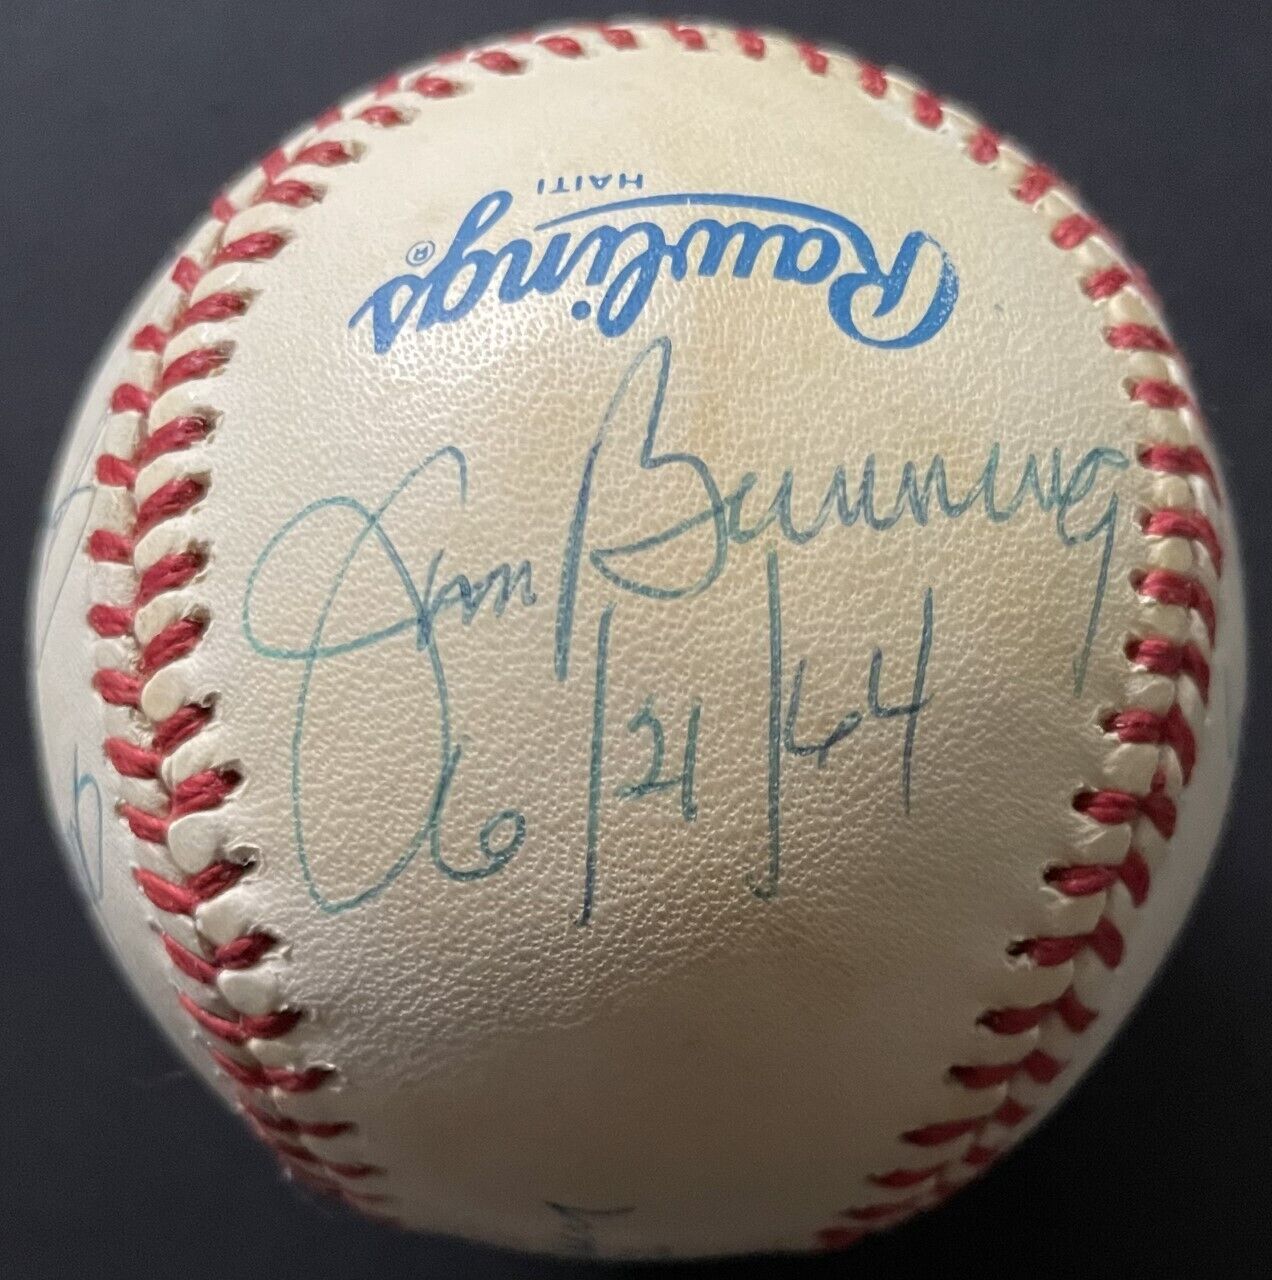 HAITI
Rawlings®
Jim Bunning
6/21/64